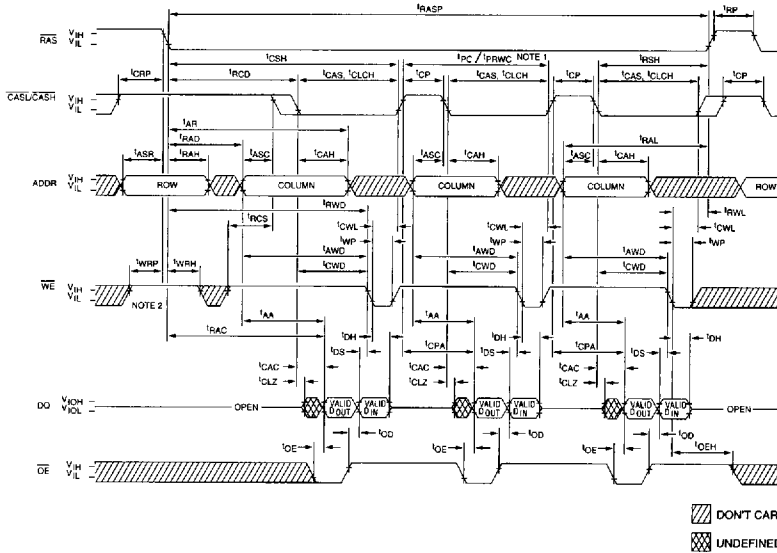 tRASP
tRP
RAS VIH
VIL
tCSH
tPC / tPRWC NOTE 1
tRSH
tCRP
tRCD
tCAS, tCLCH
tCP
tCAS, tCLCH
tCP
tCAS, tCLCH
tCP
CASL/CASH VIH
VIL
tAR
tRAD
tRAL
tASR
tRAH
tASC
tCAH
tASC
tCAH
tASC
tCAH
ADDR VIH
VIL
ROW
COLUMN
COLUMN
COLUMN
ROW
tRWD
tRWL
tRCS
tCWL
tCWL
tCWL
tWP
tWP
tWP
tAWD
tAWD
tAWD
tWRP
tWRH
tCWD
tCWD
tCWD
WE VIH
VIL
NOTE 2
tAA
tAA
tAA
tRAC
tDH
tDH
tDH
tDS
tCPA
tDS
tCPA
tDS
tCAC
tCAC
tCAC
tCLZ
tCLZ
tCLZ
DQ VIOH
VIOL
OPEN
VALID DOUT
VALID DIN
VALID DOUT
VALID DIN
VALID DOUT
VALID DIN
OPEN
tOD
tOD
tOD
tOE
tOE
tOE
tOEH
OE VIH
VIL
DON'T CAR
UNDEFINED